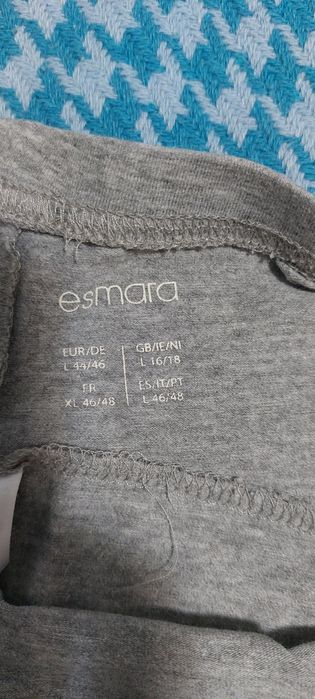 esmara
EUR/DE
L 44/46
FR
XL 46/48
GB/IE/NI
L 16/18
ES/IT/PT
L 46/48